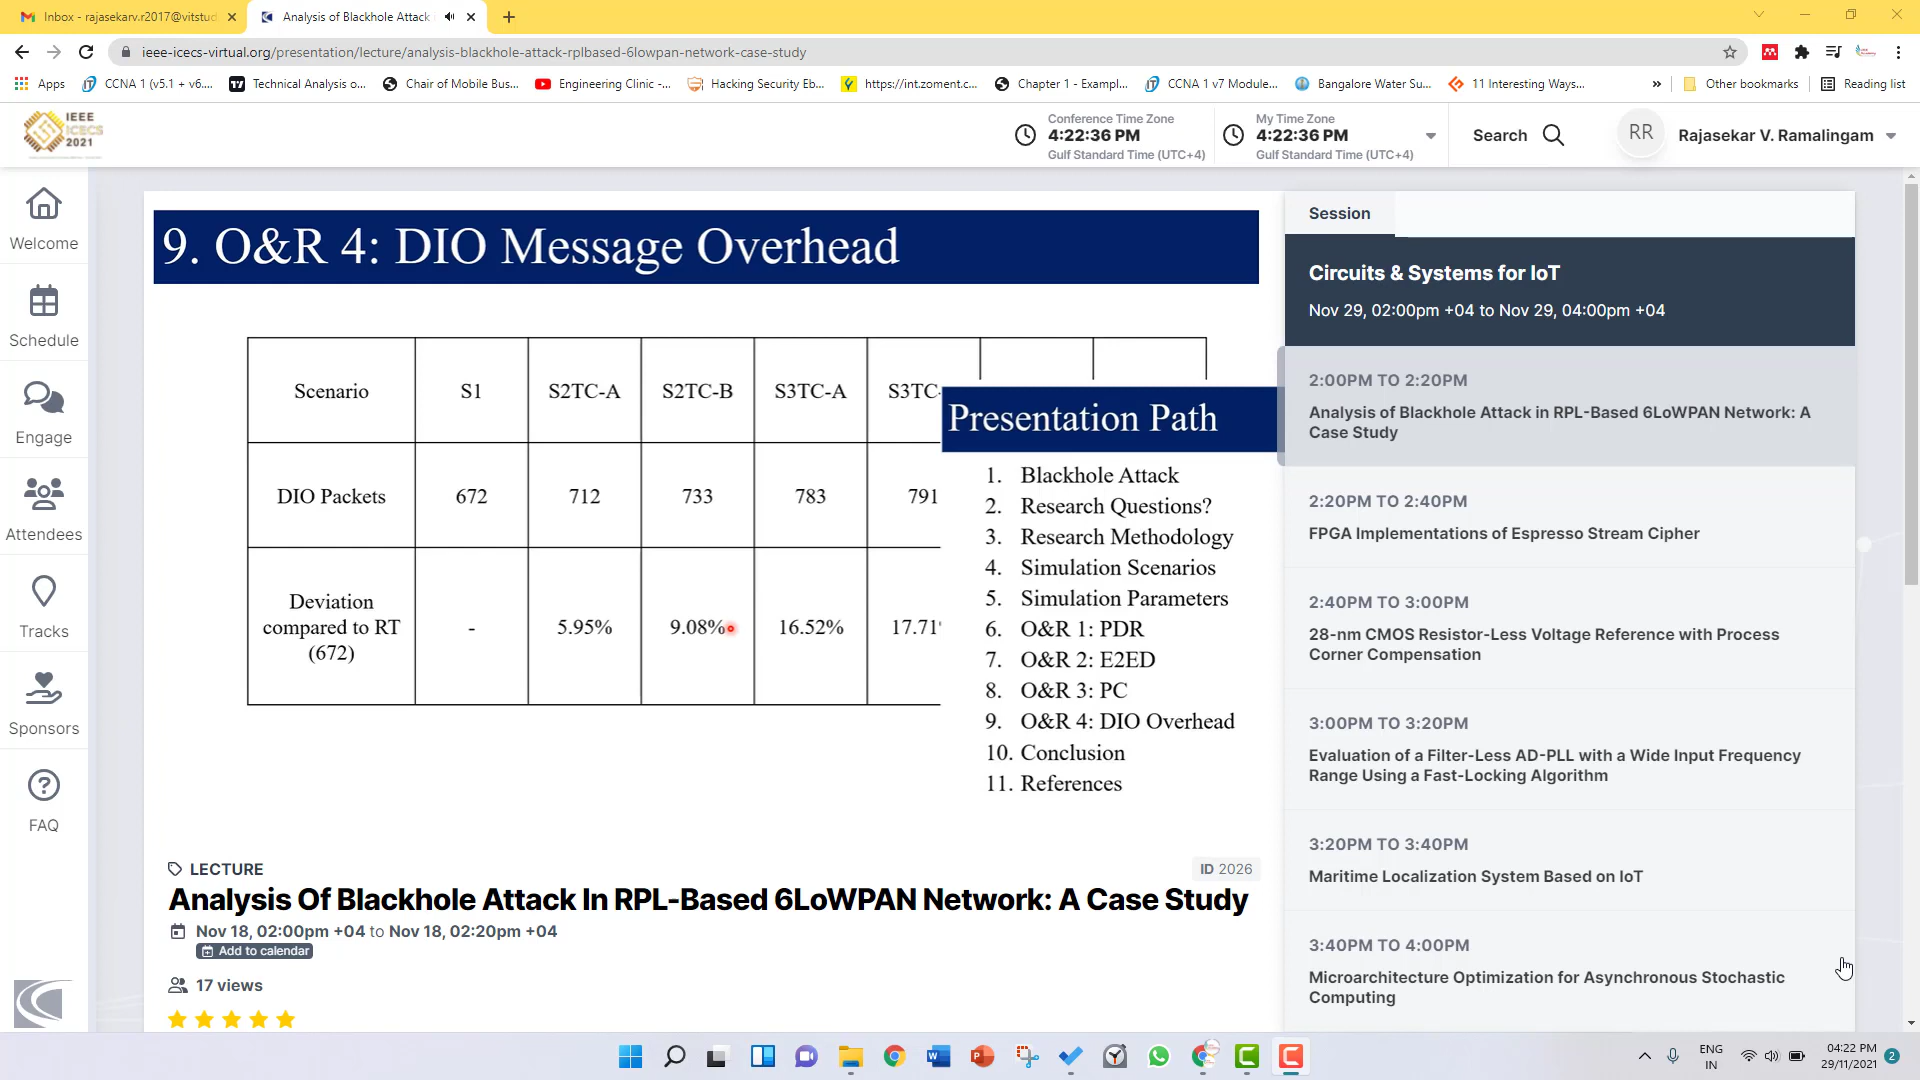 Inbox - rajasekarv.r2017@vitstud
Analysis of Blackhole Attack
ieee-icecs-virtual.org/presentation/lecture/analysis-blackhole-attack-rplbased-6lowpan-network-case-study
Apps
CCNA 1 (v5.1 + v6....
Technical Analysis o...
Chair of Mobile Bus...
Engineering Clinic -...
Hacking Security Eb...
https://int.zoment.c...
Chapter 1 - Exampl...
CCNA 1 v7 Module...
Bangalore Water Su...
11 Interesting Ways...
»
Other bookmarks
Reading list
IEEE
ICECS
2021
Conference Time Zone
4:22:36 PM
Gulf Standard Time (UTC+4)
My Time Zone
4:22:36 PM
Gulf Standard Time (UTC+4)
Search
RR
Rajasekar V. Ramalingam
Welcome
Schedule
Engage
Attendees
Tracks
Sponsors
FAQ
9. O&R 4: DIO Message Overhead
Scenario S1 S2TC-A S2TC-B S3TC-A S3TC-
DIO Packets 672 712 733 783 791
Deviation
compared to RT
(672)
- 5.95% 9.08% 16.52% 17.71
Presentation Path
1. Blackhole Attack
2. Research Questions?
3. Research Methodology
4. Simulation Scenarios
5. Simulation Parameters
6. O&R 1: PDR
7. O&R 2: E2ED
8. O&R 3: PC
9. O&R 4: DIO Overhead
10. Conclusion
11. References
LECTURE
ID 2026
Analysis Of Blackhole Attack In RPL-Based 6LoWPAN Network: A Case Study
Nov 18, 02:00pm +04 to Nov 18, 02:20pm +04
Add to calendar
17 views
Session
Circuits & Systems for IoT
Nov 29, 02:00pm +04 to Nov 29, 04:00pm +04
2:00PM TO 2:20PM
Analysis of Blackhole Attack in RPL-Based 6LoWPAN Network: A
Case Study
2:20PM TO 2:40PM
FPGA Implementations of Espresso Stream Cipher
2:40PM TO 3:00PM
28-nm CMOS Resistor-Less Voltage Reference with Process
Corner Compensation
3:00PM TO 3:20PM
Evaluation of a Filter-Less AD-PLL with a Wide Input Frequency
Range Using a Fast-Locking Algorithm
3:20PM TO 3:40PM
Maritime Localization System Based on IoT
3:40PM TO 4:00PM
Microarchitecture Optimization for Asynchronous Stochastic
Computing
ENG
IN
04:22 PM
29/11/2021
2